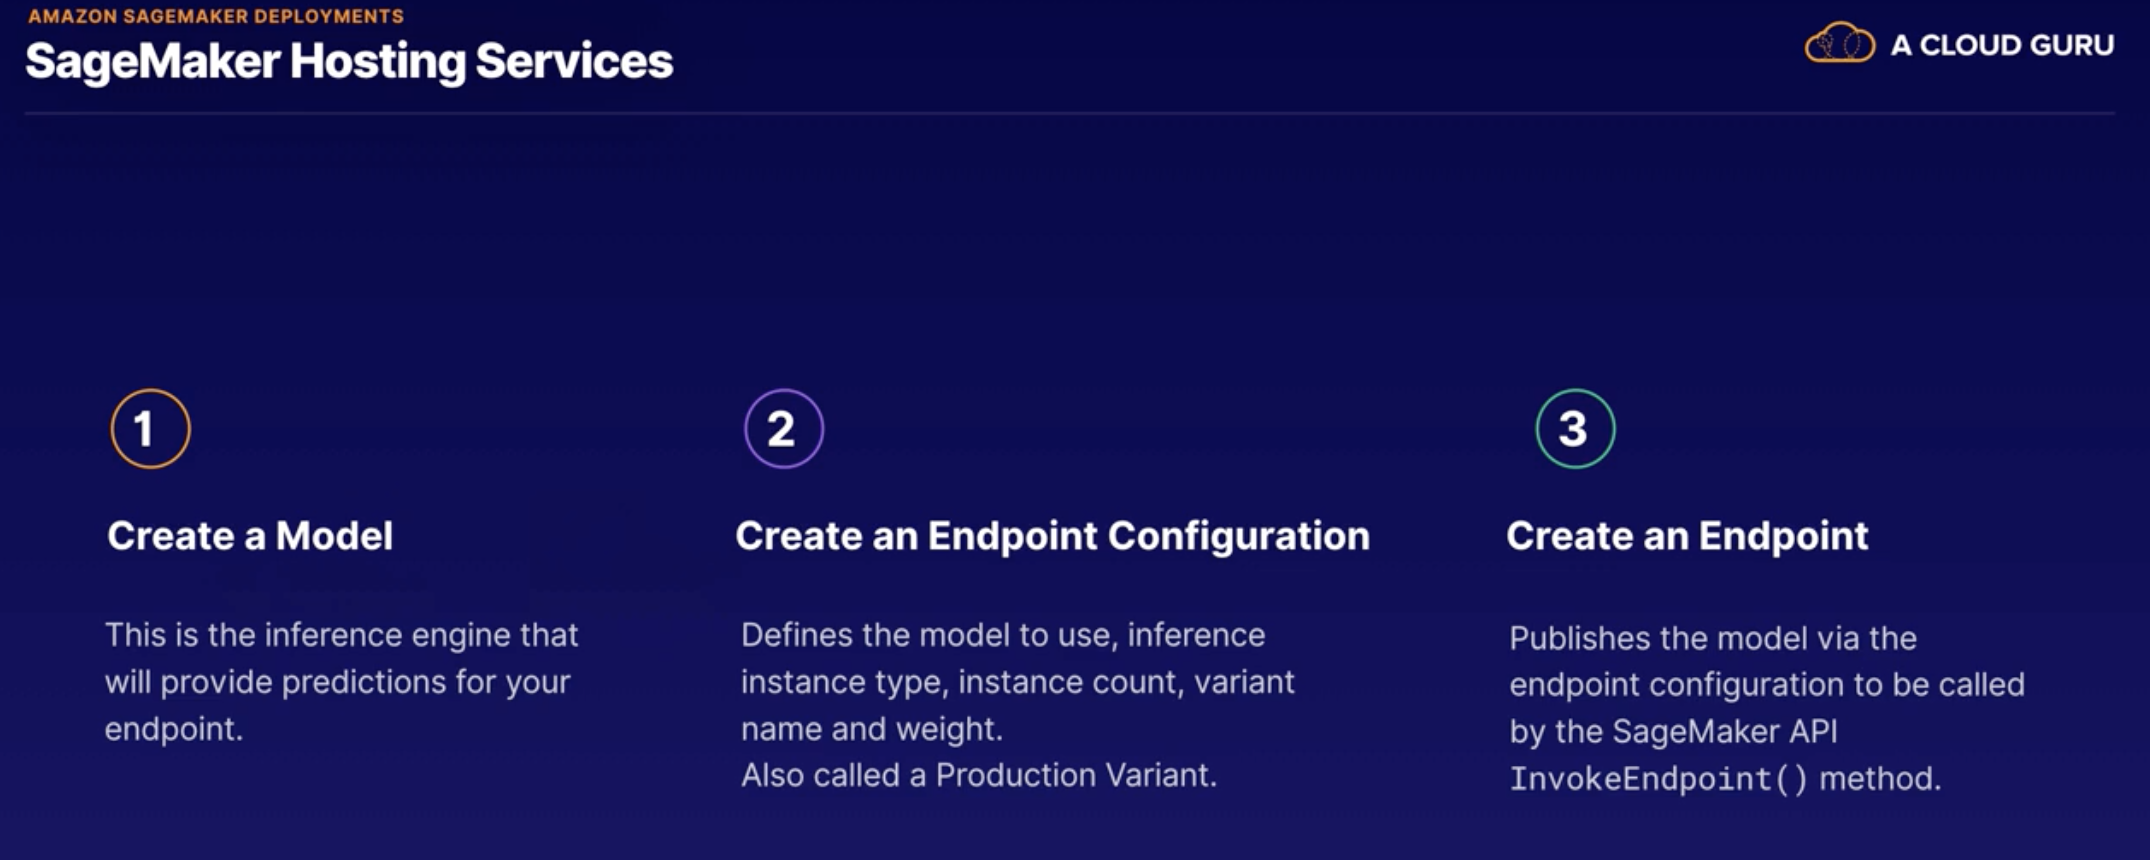 AMAZON SAGEMAKER DEPLOYMENTS
SageMaker Hosting Services
A CLOUD GURU
1
Create a Model
This is the inference engine that
will provide predictions for your
endpoint.
2
Create an Endpoint Configuration
Defines the model to use, inference
instance type, instance count, variant
name and weight.
Also called a Production Variant.
3
Create an Endpoint
Publishes the model via the
endpoint configuration to be called
by the SageMaker API
InvokeEndpoint() method.